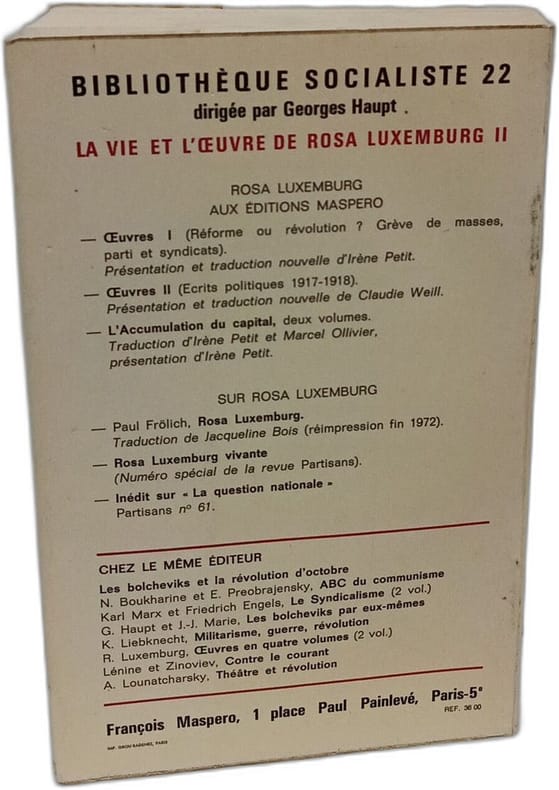 BIBLIOTHÈQUE SOCIALISTE 22
dirigée par Georges Haupt .
LA VIE ET L'ŒUVRE DE ROSA LUXEMBURG II
ROSA LUXEMBURG
AUX ÉDITIONS MASPERO
— Œuvres I (Réforme ou révolution ? Grève de masses,
parti et syndicats).
Présentation et traduction nouvelle d'Irène Petit.
— Œuvres II (Ecrits politiques 1917-1918).
Présentation et traduction nouvelle de Claudie Weill.
— L'Accumulation du capital, deux volumes.
Traduction d'Irène Petit et Marcel Ollivier,
présentation d'Irène Petit.
SUR ROSA LUXEMBURG
— Paul Frölich, Rosa Luxemburg.
Traduction de Jacqueline Bois (réimpression fin 1972).
— Rosa Luxemburg vivante
(Numéro spécial de la revue Partisans).
— Inédit sur « La question nationale »
Partisans n° 61.
CHEZ LE MÊME ÉDITEUR
Les bolcheviks et la révolution d'octobre
N. Boukharine et E. Preobrajensky, ABC du communisme
Karl Marx et Friedrich Engels, Le Syndicalisme (2 vol.)
G. Haupt et J.-J. Marie, Les bolcheviks par eux-mêmes
K. Liebknecht, Militarisme, guerre, révolution
R. Luxemburg, Œuvres en quatre volumes (2 vol.)
Lénine et Zinoviev, Contre le courant
A. Lounatcharsky, Théâtre et révolution
François Maspero, 1 place Paul Painlevé, Paris-5e
REF. 36 00